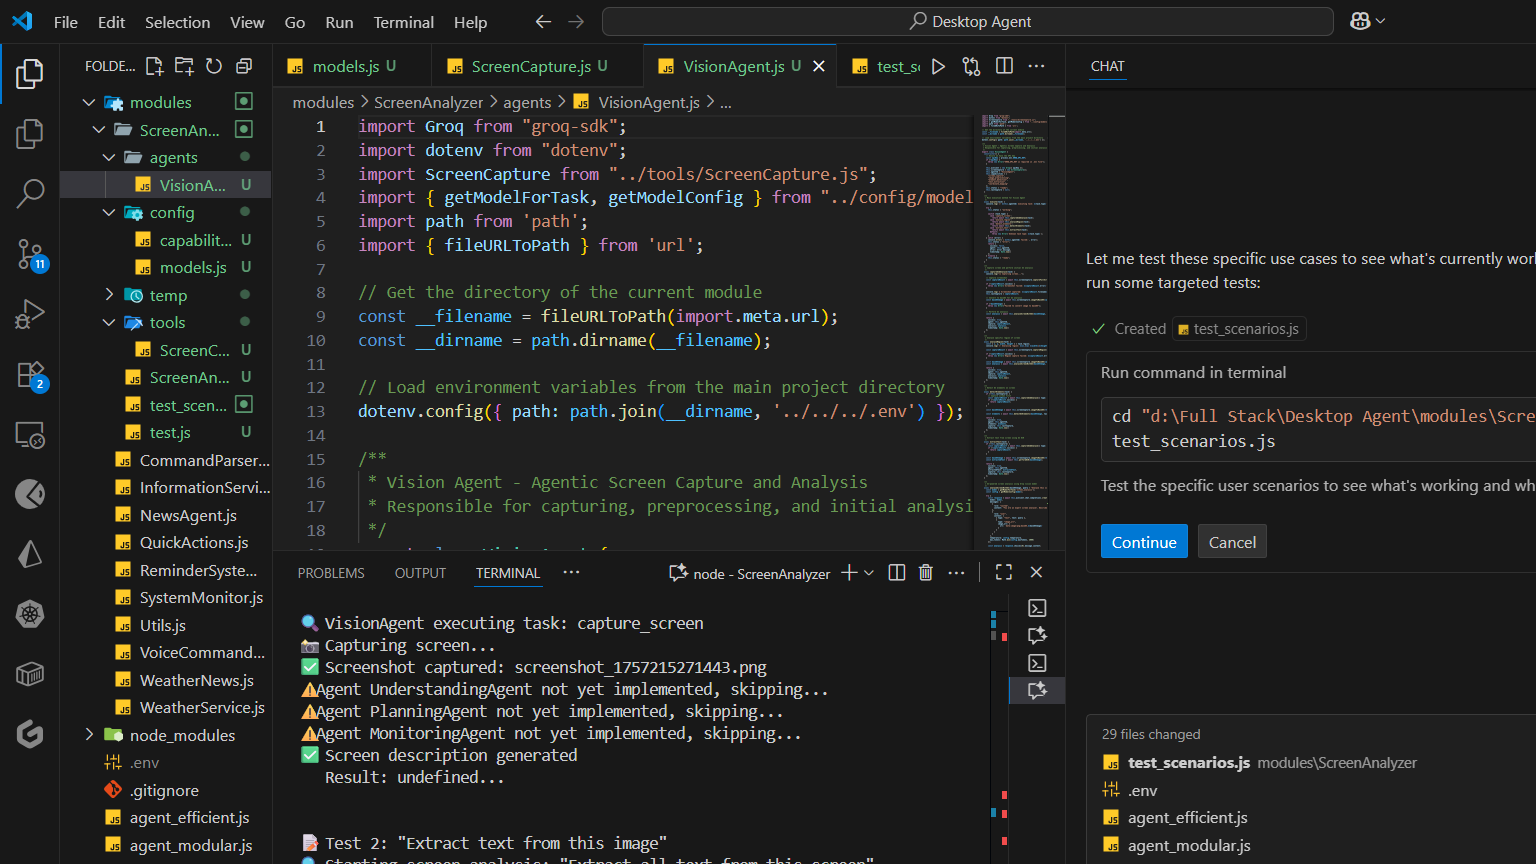 File Edit Selection View Go Run Terminal Help
Desktop Agent
FOLDE...
modules
ScreenAn...
agents
VisionA... U
config
capabilit... U
models.js U
temp
tools
ScreenC... U
ScreenAn... U
test_scen...
test.js U
CommandParser...
InformationServi...
NewsAgent.js
QuickActions.js
ReminderSyste...
SystemMonitor.js
Utils.js
VoiceCommand...
WeatherNews.js
WeatherService.js
node_modules
.env
.gitignore
agent_efficient.js
agent_modular.js
11
2
models.js U
ScreenCapture.js U
VisionAgent.js U
test_sc
modules > ScreenAnalyzer > agents > VisionAgent.js > ...
1 import Groq from "groq-sdk";
2 import dotenv from "dotenv";
3 import ScreenCapture from "../tools/ScreenCapture.js";
4 import { getModelForTask, getModelConfig } from "../config/model
5 import path from 'path';
6 import { fileURLToPath } from 'url';
7
8 // Get the directory of the current module
9 const __filename = fileURLToPath(import.meta.url);
10 const __dirname = path.dirname(__filename);
11
12 // Load environment variables from the main project directory
13 dotenv.config({ path: path.join(__dirname, '../../../.env') });
14
15 /**
16 * Vision Agent - Agentic Screen Capture and Analysis
17 * Responsible for capturing, preprocessing, and initial analysi
18 */
PROBLEMS OUTPUT TERMINAL ...
node - ScreenAnalyzer
VisionAgent executing task: capture_screen
Capturing screen...
Screenshot captured: screenshot_1757215271443.png
Agent UnderstandingAgent not yet implemented, skipping...
Agent PlanningAgent not yet implemented, skipping...
Agent MonitoringAgent not yet implemented, skipping...
Screen description generated
Result: undefined...
Test 2: "Extract text from this image"
Starting screen analysis: "Extract all text from this screen"
CHAT
Let me test these specific use cases to see what's currently wor
run some targeted tests:
Created test_scenarios.js
Run command in terminal
cd "d:\Full Stack\Desktop Agent\modules\Scre
test_scenarios.js
Test the specific user scenarios to see what's working and wh
Continue Cancel
29 files changed
test_scenarios.js modules\ScreenAnalyzer
.env
agent_efficient.js
agent_modular.js